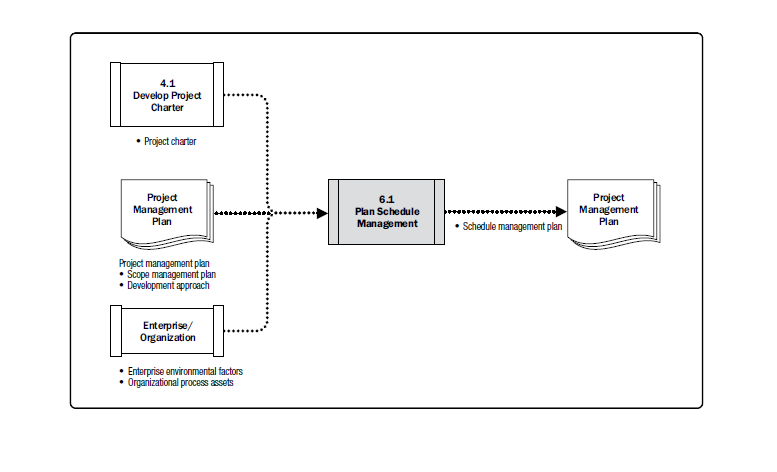 4.1
Develop Project
Charter
• Project charter
Project
Management
Plan
Project management plan
• Scope management plan
• Development approach
Enterprise/
Organization
• Enterprise environmental factors
• Organizational process assets
6.1
Plan Schedule
Management
• Schedule management plan
Project
Management
Plan